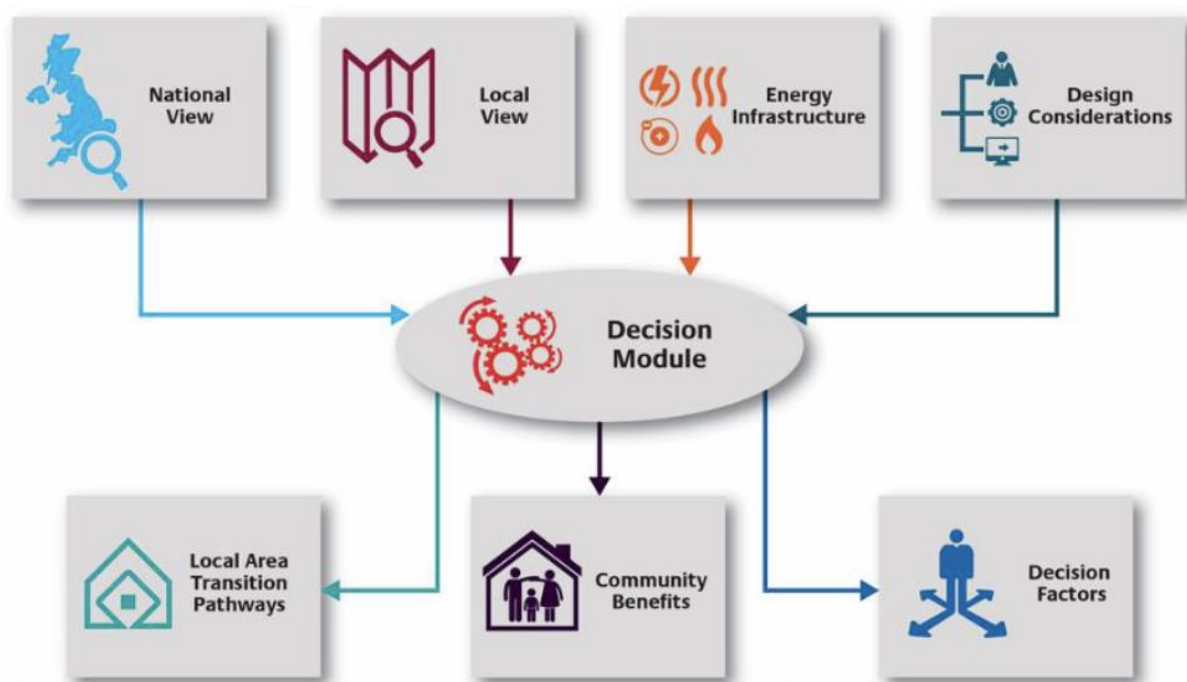 National
View
Local
View
Energy
Infrastructure
Design
Considerations
Decision
Module
Local Area
Transition
Pathways
Community
Benefits
Decision
Factors